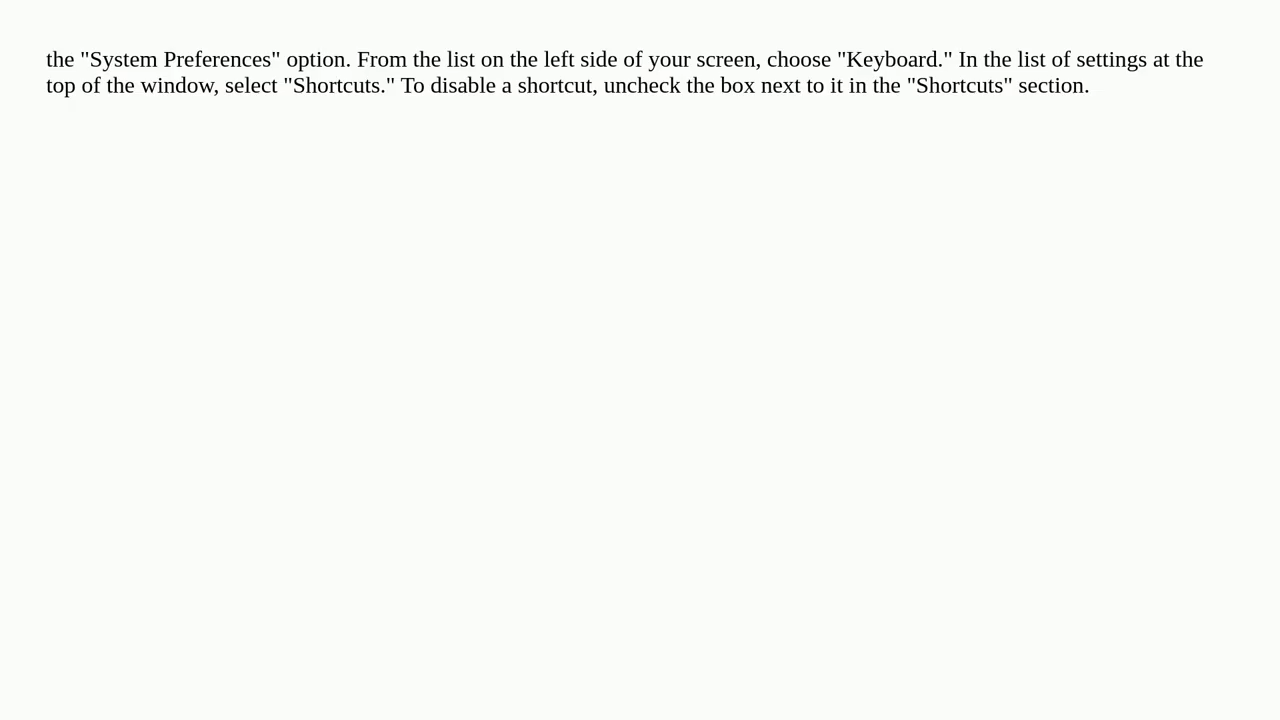 the "System Preferences" option. From the list on the left side of your screen, choose "Keyboard." In the list of settings at the
top of the window, select "Shortcuts." To disable a shortcut, uncheck the box next to it in the "Shortcuts" section.